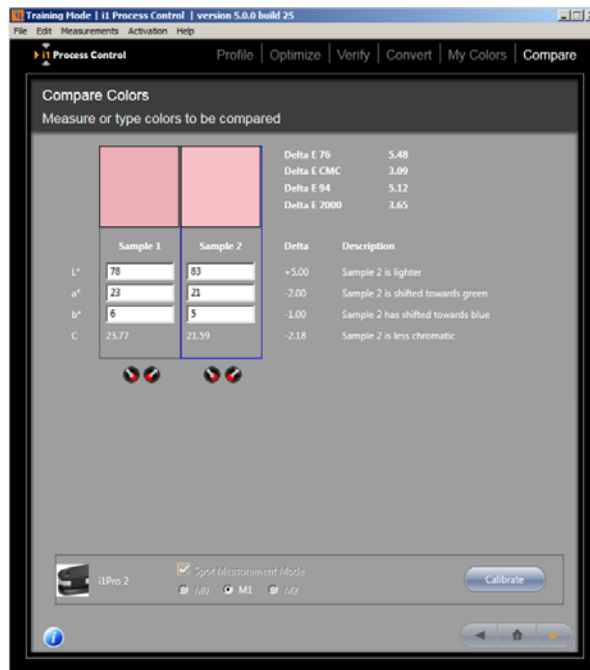 Training Mode | i1 Process Control | version 5.0.0 build 25
File Edit Measurements Activation Help
i1 Process Control Profile | Optimize | Verify | Convert | My Colors | Compare
Compare Colors
Measure or type colors to be compared
Delta E 76 5.48
Delta E CMC 3.09
Delta E 94 5.12
Delta E 2000 3.65
Sample 1 Sample 2 Delta Description
L* 78 83 +5.00 Sample 2 is lighter
a* 23 21 -2.00 Sample 2 is shifted towards green
b* 6 5 -1.00 Sample 2 has shifted towards blue
C 23.77 21.59 -2.18 Sample 2 is less chromatic
Spot Measurement Mode
i1Pro 2 Calibrate
M0 M1 M2